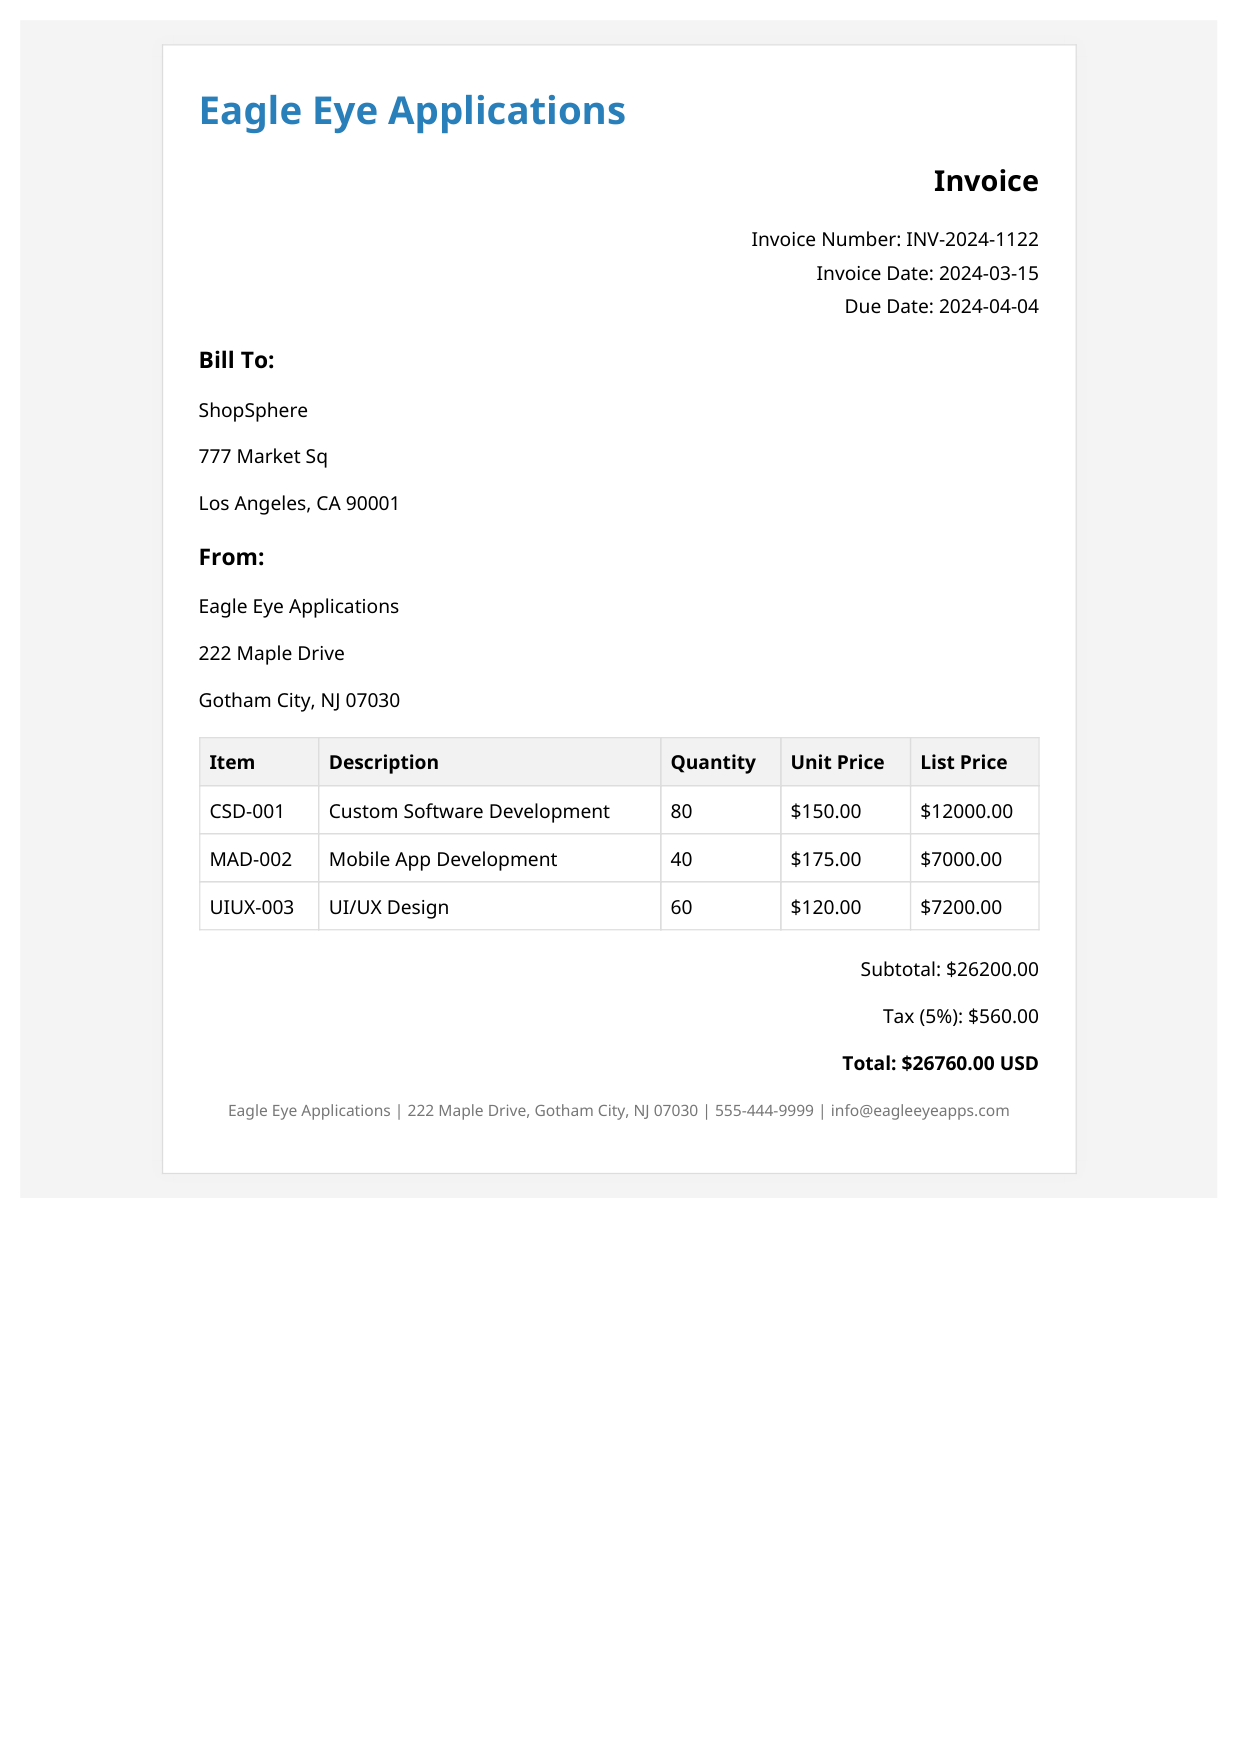 Eagle Eye Applications
Invoice
Invoice Number: INV-2024-1122
Invoice Date: 2024-03-15
Due Date: 2024-04-04
Bill To:
ShopSphere
777 Market Sq
Los Angeles, CA 90001
From:
Eagle Eye Applications
222 Maple Drive
Gotham City, NJ 07030
Item Description Quantity Unit Price List Price
CSD-001 Custom Software Development 80 $150.00 $12000.00
MAD-002 Mobile App Development 40 $175.00 $7000.00
UIUX-003 UI/UX Design 60 $120.00 $7200.00
Subtotal: $26200.00
Tax (5%): $560.00
Total: $26760.00 USD
Eagle Eye Applications | 222 Maple Drive, Gotham City, NJ 07030 | 555-444-9999 | info@eagleeyeapps.com